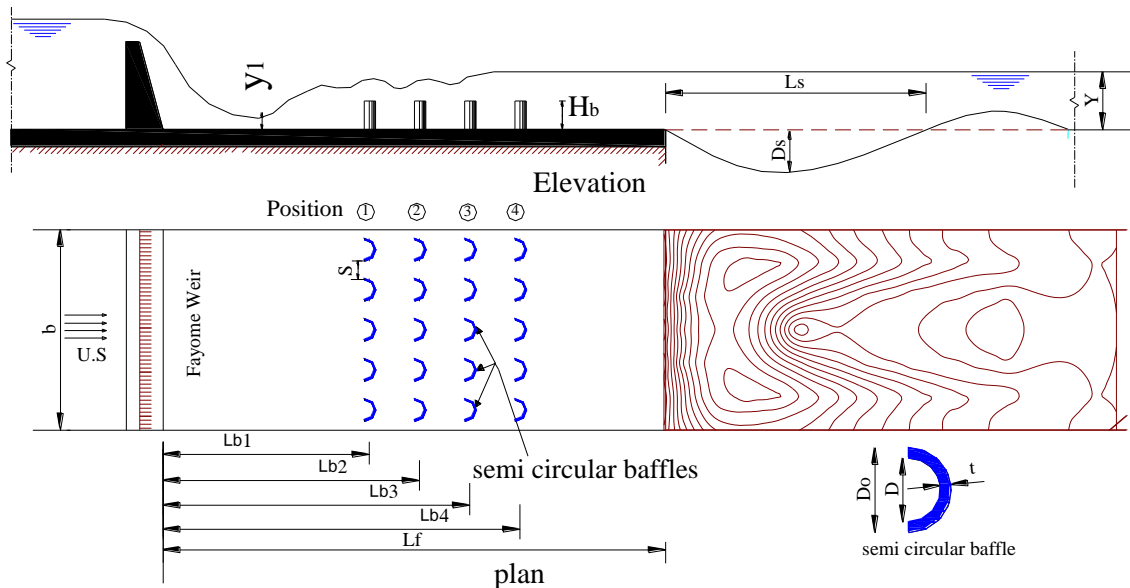 y1
Hb
Ls
Y
Ds
Elevation
Position 1 2 3 4
S
b
U.S
Fayome Weir
Lb1
Lb2
Lb3
Lb4
Lf
semi circular baffles
Do
D
t
semi circular baffle
plan